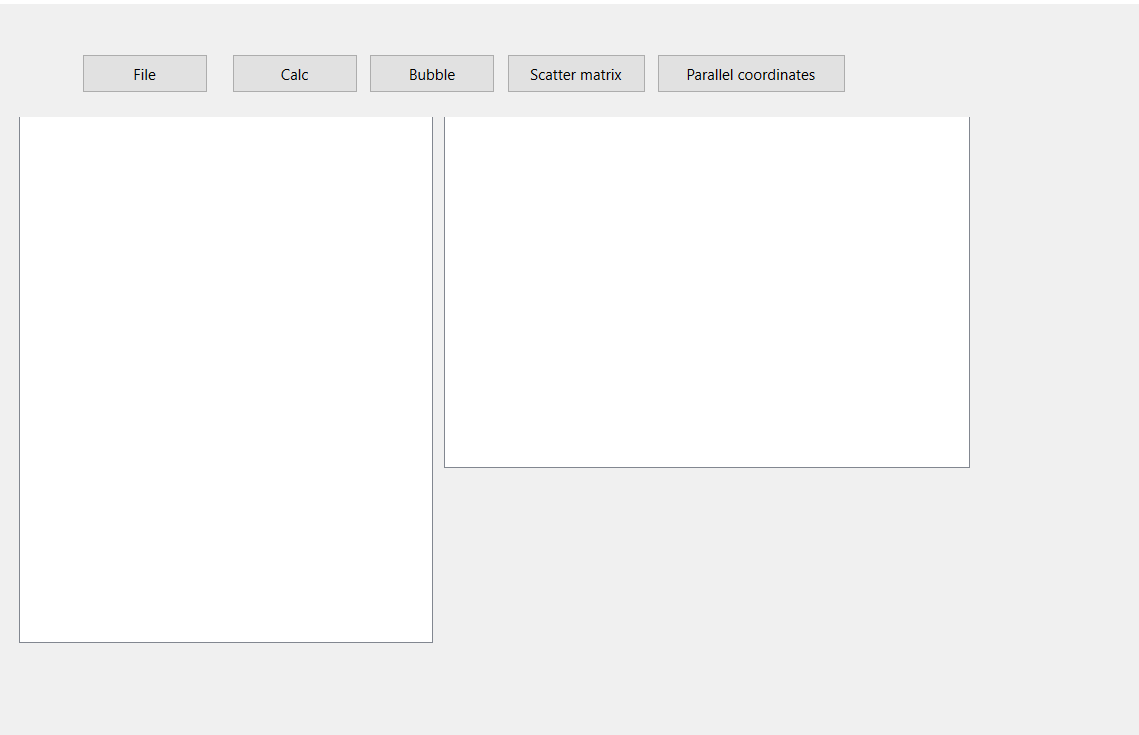 File
Calc
Bubble
Scatter matrix
Parallel coordinates